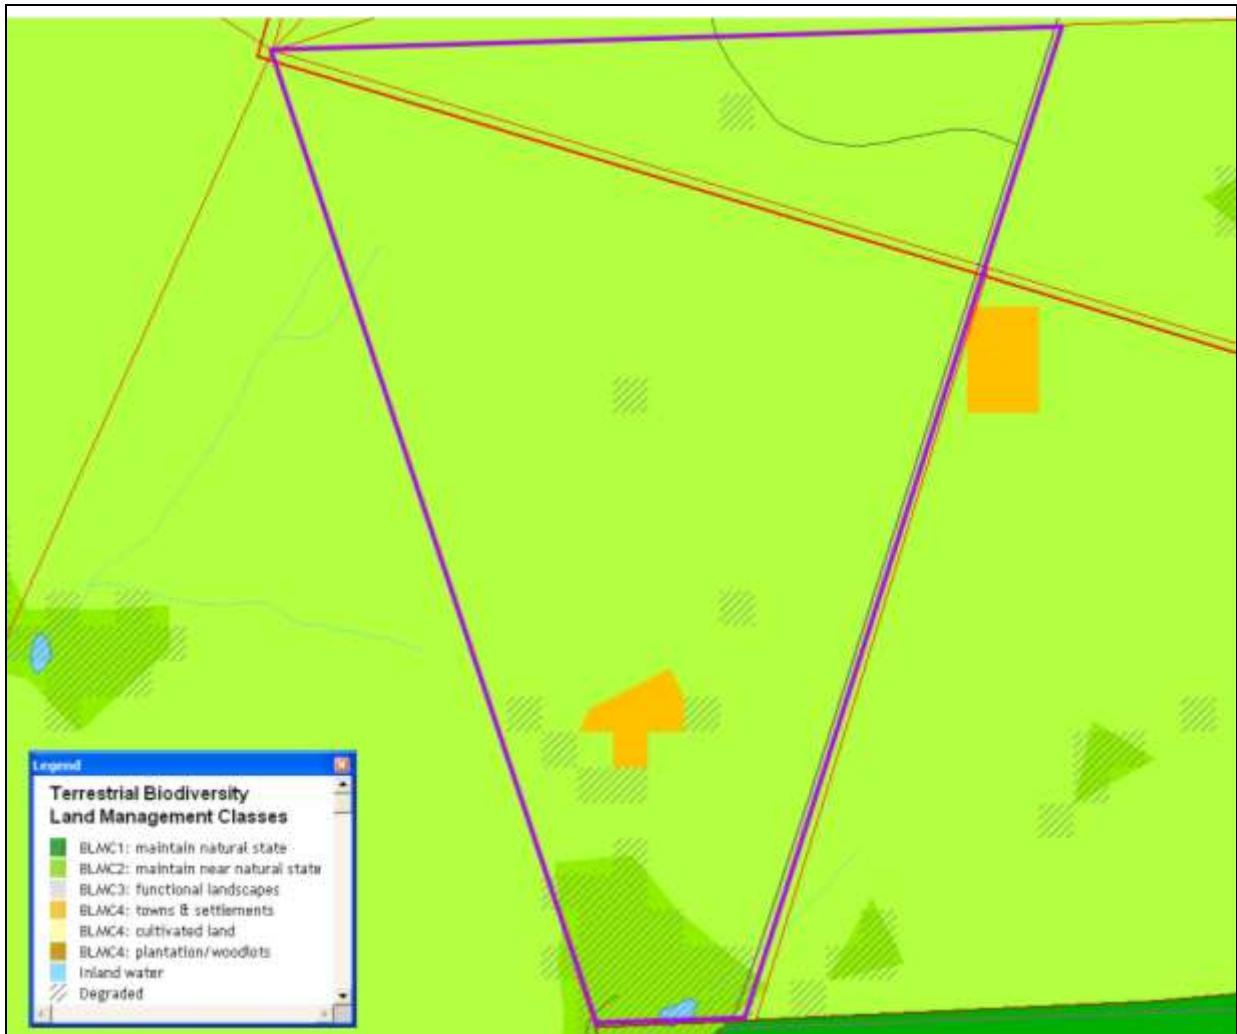 Legend
Terrestrial Biodiversity
Land Management Classes
BLMC1: maintain natural state
BLMC2: maintain near natural state
BLMC3: functional landscapes
BLMC4: towns & settlements
BLMC4: cultivated land
BLMC4: plantation/woodlots
Inland water
Degraded